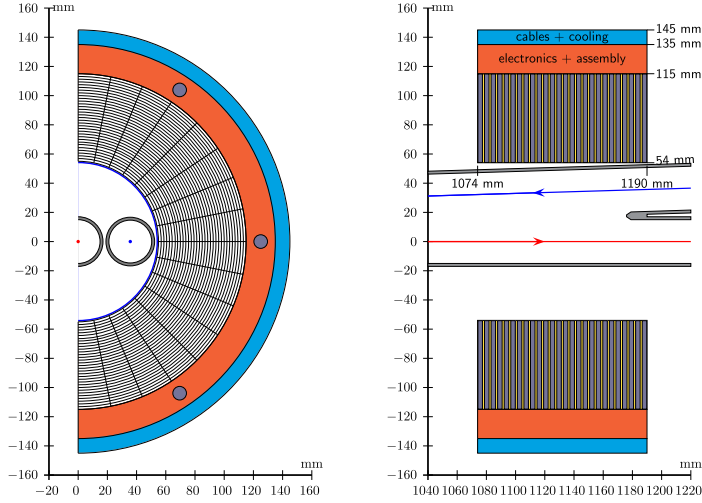 mm
160
140
120
100
80
60
40
20
0
−20
−40
−60
−80
−100
−120
−140
−160
−20 0 20 40 60 80 100 120 140 160
mm
mm
160
140
120
100
80
60
40
20
0
−20
−40
−60
−80
−100
−120
−140
−160
cables + cooling
electronics + assembly
145 mm
135 mm
115 mm
54 mm
1074 mm 1190 mm
mm
1040 1060 1080 1100 1120 1140 1160 1180 1200 1220